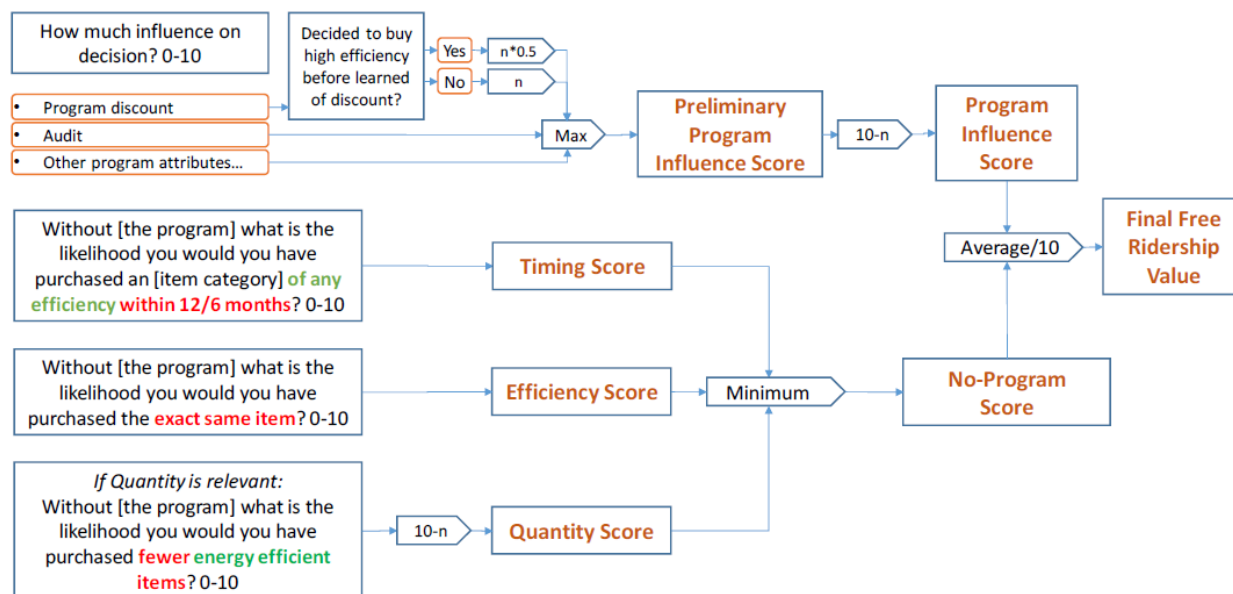 How much influence on
decision? 0-10
Decided to buy
high efficiency
before learned
of discount?
Yes
n*0.5
No
n
• Program discount
• Audit
• Other program attributes…
Max
Preliminary
Program
Influence Score
10-n
Program
Influence
Score
Without [the program] what is the
likelihood you would you have
purchased an [item category] of any
efficiency within 12/6 months? 0-10
Timing Score
Average/10
Final Free
Ridership
Value
Without [the program] what is the
likelihood you would you have
purchased the exact same item? 0-10
Efficiency Score
Minimum
No-Program
Score
If Quantity is relevant:
Without [the program] what is the
likelihood you would you have
purchased fewer energy efficient
items? 0-10
10-n
Quantity Score